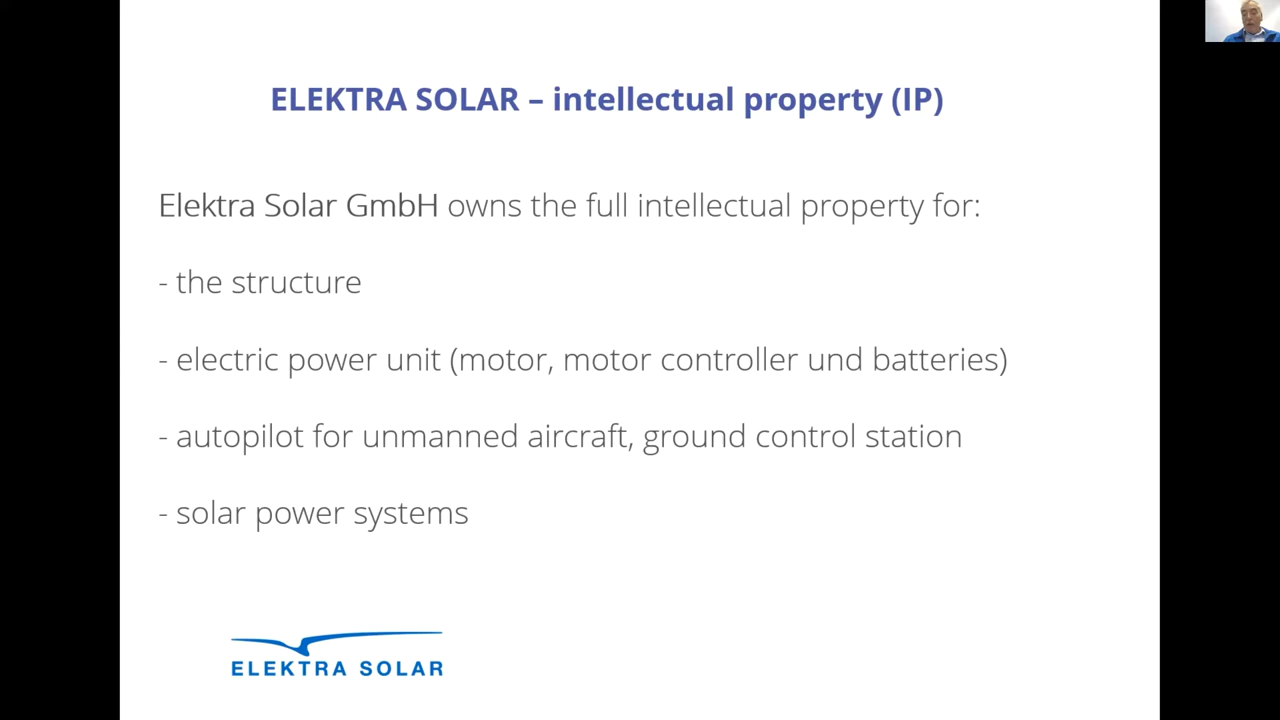 ELEKTRA SOLAR – intellectual property (IP)
Elektra Solar GmbH owns the full intellectual property for:
- the structure
- electric power unit (motor, motor controller und batteries)
- autopilot for unmanned aircraft, ground control station
- solar power systems
ELEKTRA SOLAR